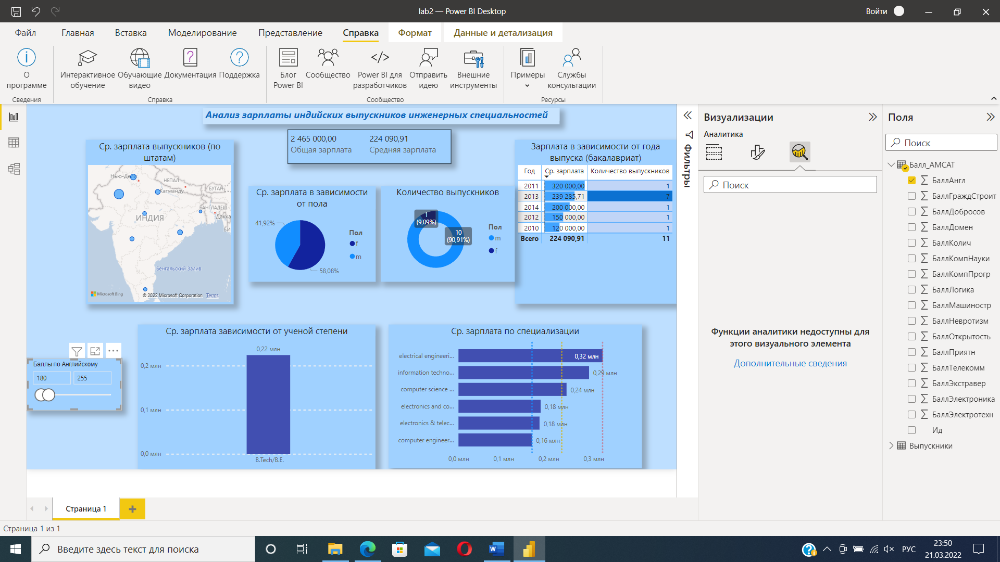 lab2 — Power BI Desktop
Войти
Файл
Главная
Вставка
Моделирование
Представление
Справка
Формат
Данные и детализация
О программе
Интерактивное обучение
Обучающие видео
Документация
Поддержка
Блог Power BI
Сообщество
Power BI для разработчиков
Отправить идею
Внешние инструменты
Примеры
Службы консультации
Сведения
Справка
Сообщество
Ресурсы
Анализ зарплаты индийских выпускников инженерных специальностей
2 465 000,00
Общая зарплата
224 090,91
Средняя зарплата
Ср. зарплата выпускников (по
штатам)
Нью-Дели
НЕПАЛ
Катманду
БУТАН
БАНГЛАДЕШ
Дакка
ИНДИЯ
Бенгальский Залив
Microsoft Bing
© 2022 Microsoft Corporation
Terms
Ср. зарплата в зависимости
от пола
41,92%
58,08%
Пол
f
m
Количество выпускников
1
(9,09%)
10
(90,91%)
Пол
m
f
Зарплата в зависимости от года
выпуска (бакалавриат)
Год Ср. зарплата Количество выпускников
2011 320 000,00 1
2013 239 285,71 7
2014 200 000,00 1
2012 150 000,00 1
2010 120 000,00 1
Всего 224 090,91 11
Баллы по Английскому
180 255
Ср. зарплата зависимости от ученой степени
0,22 млн
0,2 млн
0,1 млн
0,0 млн
B.Tech/B.E.
Ср. зарплата по специализации
electrical engineeri... 0,32 млн
information techno... 0,29 млн
computer science ... 0,24 млн
electronics and co... 0,18 млн
electronics & telec... 0,18 млн
computer engineer... 0,16 млн
0,0 млн 0,1 млн 0,2 млн 0,3 млн
Фильтры
Визуализации
Аналитика
Поиск
Функции аналитики недоступны для
этого визуального элемента
Дополнительные сведения
Поля
Поиск
Балл_АМСАТ
БаллАнгл
БаллГраждСтроит
БаллДобросов
БаллДомен
БаллКолич
БаллКомпНауки
БаллКомпПрогр
БаллЛогика
БаллМашиностр
БаллНевротизм
БаллОткрытость
БаллПриятн
БаллТелекомм
БаллЭкстравер
БаллЭлектроника
БаллЭлектротехн
Ид
Выпускники
Страница 1
Страница 1 из 1
Введите здесь текст для поиска
РУС
23:50
21.03.2022